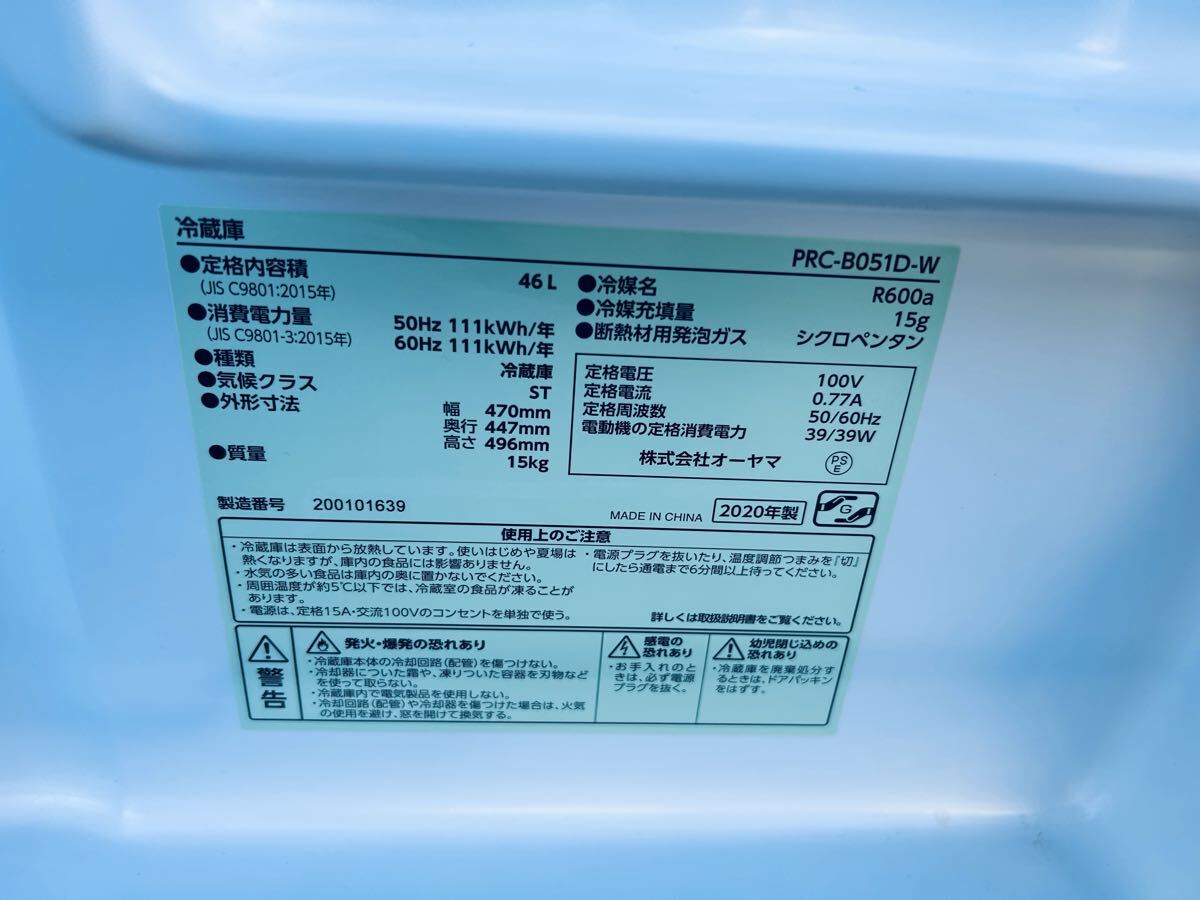 冷蔵庫
PRC-B051D-W
●定格内容積 46 L
(JIS C9801:2015年)
●消費電力量 50Hz 111kWh/年
(JIS C9801-3:2015年) 60Hz 111kWh/年
●種類 冷蔵庫
●気候クラス ST
●外形寸法 幅 470mm
奥行 447mm
高さ 496mm
●質量 15kg
●冷媒名 R600a
●冷媒充填量 15g
●断熱材用発泡ガス シクロペンタン
定格電圧 100V
定格電流 0.77A
定格周波数 50/60Hz
電動機の定格消費電力 39/39W
株式会社オーヤマ PS E
製造番号 200101639
MADE IN CHINA 2020年製 G
使用上のご注意
・冷蔵庫は表面から放熱しています。使いはじめや夏場は
熱くなりますが、庫内の食品には影響ありません。
・水気の多い食品は庫内の奥に置かないでください。
・周囲温度が約5℃以下では、冷蔵室の食品が凍ることが
あります。
・電源は、定格15A・交流100Vのコンセントを単独で使う。
・電源プラグを抜いたり、温度調節つまみを「切」
にしたら通電まで6分間以上待ってください。
詳しくは取扱説明書をご覧ください。
警告
発火・爆発の恐れあり
・冷蔵庫本体の冷却回路(配管)を傷つけない。
・冷却器についた霜や、凍りついた容器を刃物など
を使って取らない。
・冷蔵庫内で電気製品を使用しない。
・冷却回路(配管)や冷却器を傷つけた場合は、火気
の使用を避け、窓を開けて換気する。
感電の
恐れあり
・お手入れのと
きは、必ず電源
プラグを抜く。
幼児閉じ込めの
恐れあり
・冷蔵庫を廃棄処分す
るときは、ドアパッキン
をはずす。